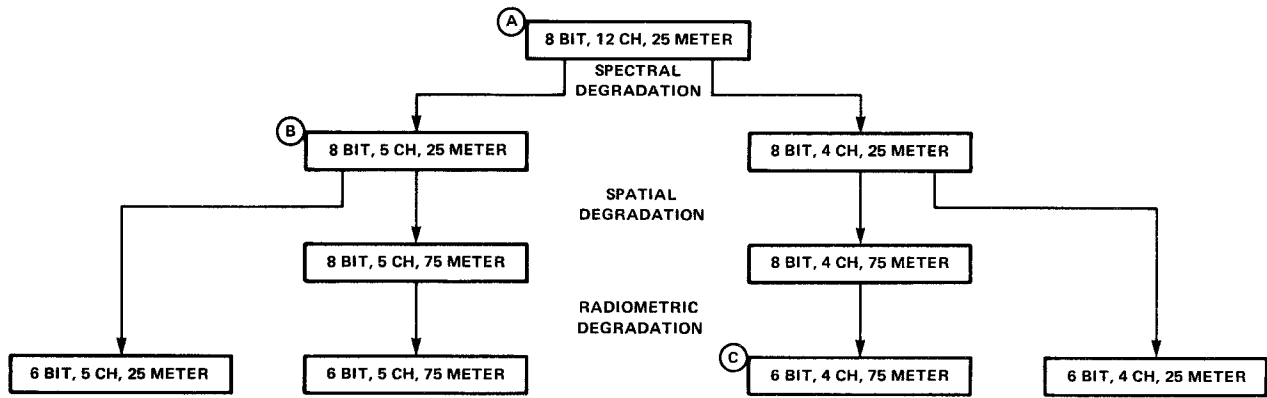 A
8 BIT, 12 CH, 25 METER
SPECTRAL
DEGRADATION
B
8 BIT, 5 CH, 25 METER
8 BIT, 4 CH, 25 METER
SPATIAL
DEGRADATION
8 BIT, 5 CH, 75 METER
8 BIT, 4 CH, 75 METER
RADIOMETRIC
DEGRADATION
6 BIT, 5 CH, 25 METER
6 BIT, 5 CH, 75 METER
C
6 BIT, 4 CH, 75 METER
6 BIT, 4 CH, 25 METER